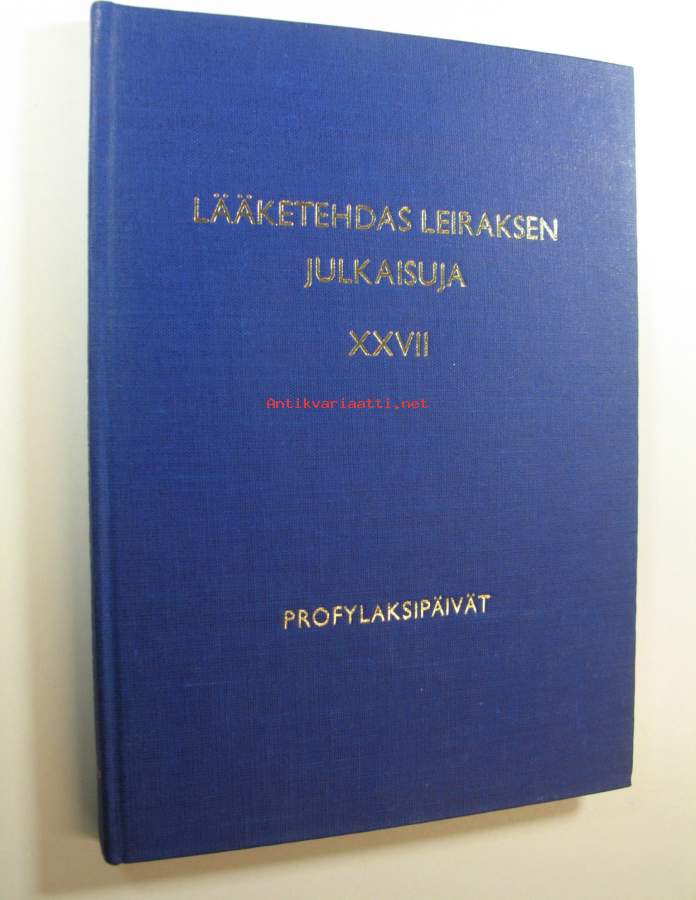 LÄÄKETEHDAS LEIRAKSEN
JULKAISUJA
XXVII
Antikvariaatti.net
PROFYLAKSIPÄIVÄT